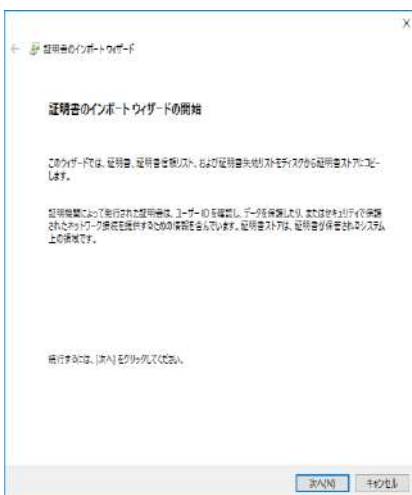 証明書のインポート ウィザード
証明書のインポート ウィザードの開始
このウィザードでは、証明書、証明書信頼リスト、および証明書失効リストをディスクから証明書ストアにコピー
します。
証明機関によって発行された証明書は、ユーザー ID を確認し、データを保護したり、またはセキュリティで保護
されたネットワーク接続を提供するための情報を含んでいます。証明書ストアは、証明書が保管されるシステム
上の領域です。
続行するには、[次へ] をクリックしてください。
次へ(N)
キャンセル